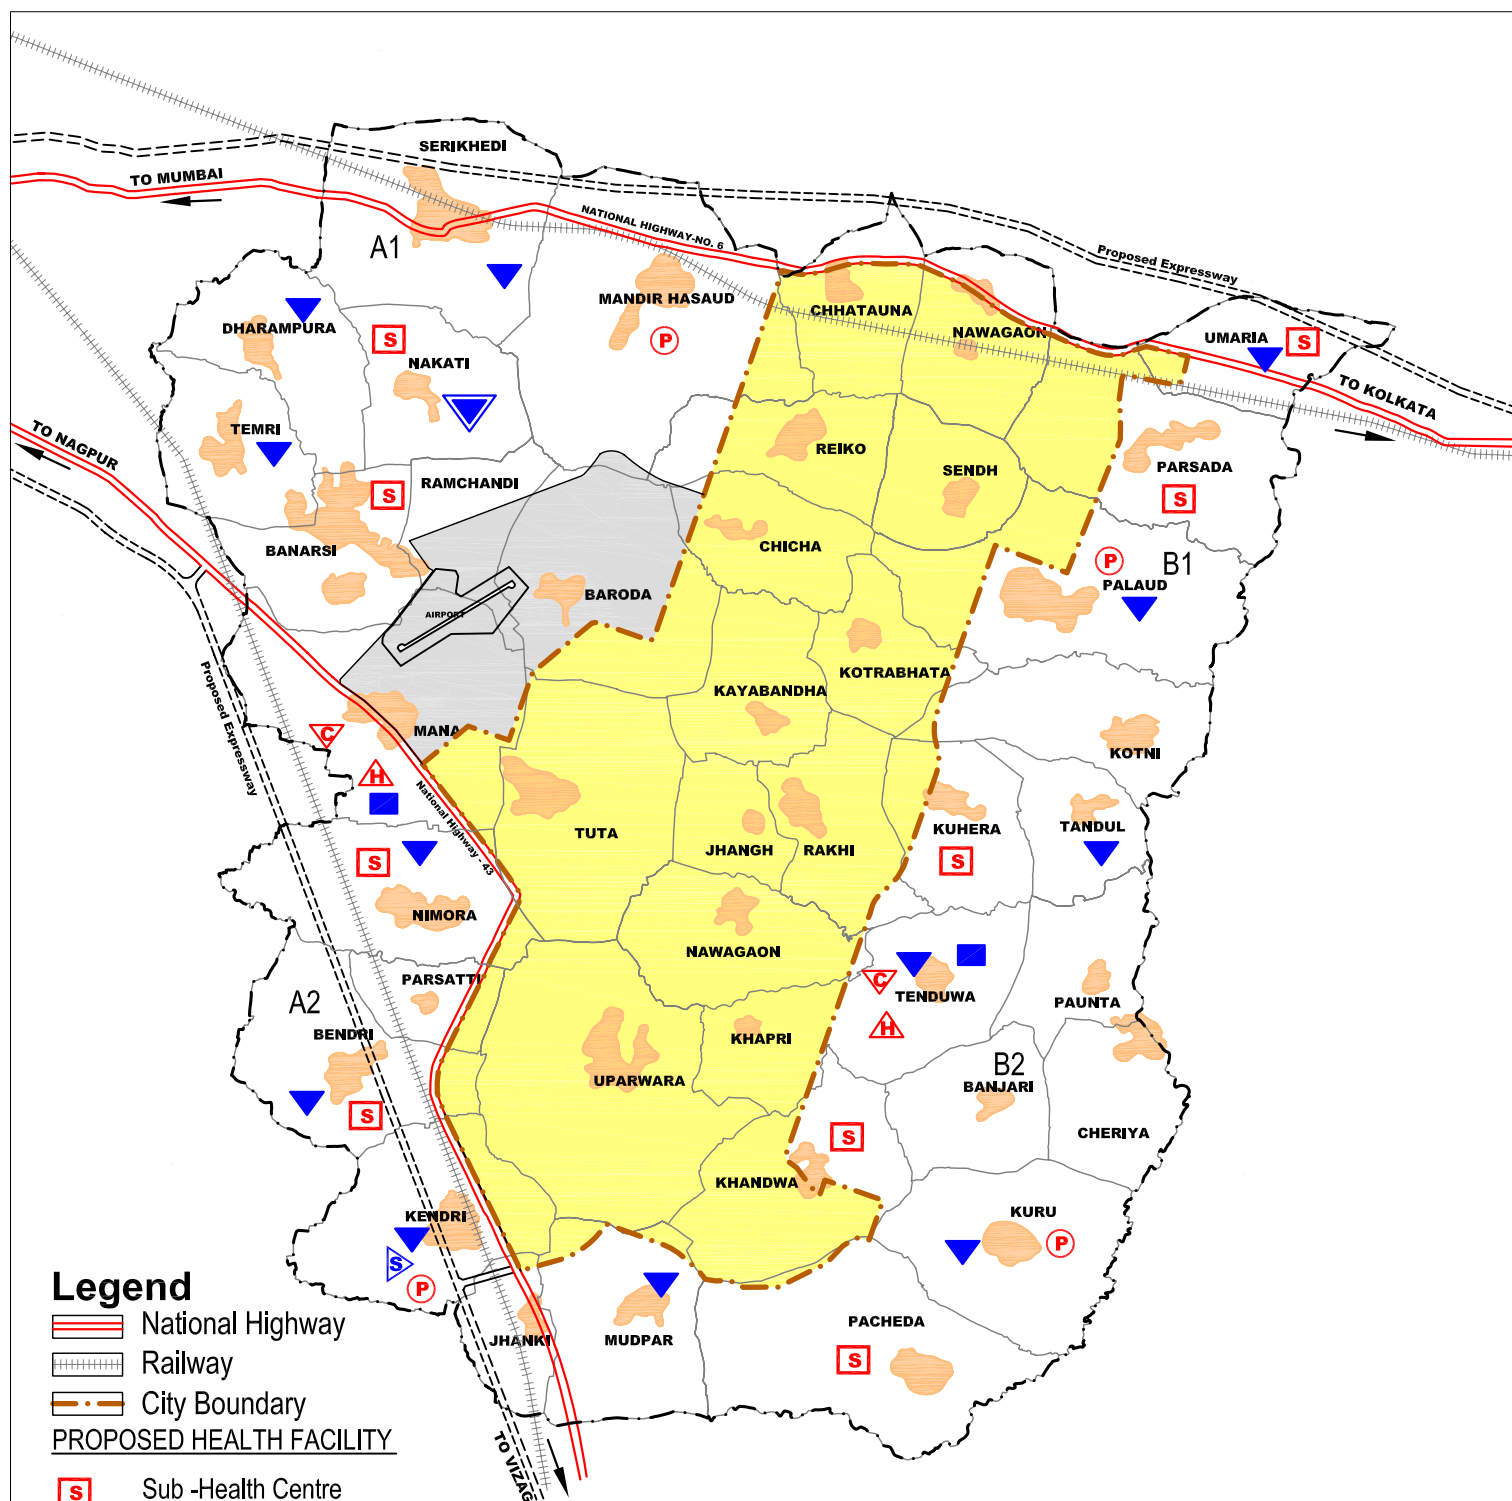 SERIKHEDI
TO MUMBAI
NATIONAL HIGHWAY-NO. 6
A1
Proposed Expressway
MANDIR HASAUD
CHHATAUNA
DHARAMPURA
NAWAGAON
UMARIA
S
S
P
NAKATI
TO KOLKATA
TEMRI
TO NAGPUR
REIKO
SENDH
PARSADA
RAMCHANDI
S
S
BANARSI
CHICHA
P
B1
PALAUD
BARODA
AIRPORT
KOTRABHATA
KAYABANDHA
Proposed Expressway
MANA
C
KOTNI
H
National Highway - 43
TUTA
KUHERA
TANDUL
JHANGH
RAKHI
S
S
NIMORA
NAWAGAON
PARSATTI
C
TENDUWA
PAUNTA
A2
H
BENDRI
KHAPRI
B2
UPARWARA
BANJARI
S
S
CHERIYA
KHANDWA
KENDRI
KURU
P
S
P
Legend
National Highway
JHANKI
MUDPAR
PACHEDA
Railway
S
City Boundary
PROPOSED HEALTH FACILITY
TO VIZAG
S Sub -Health Centre